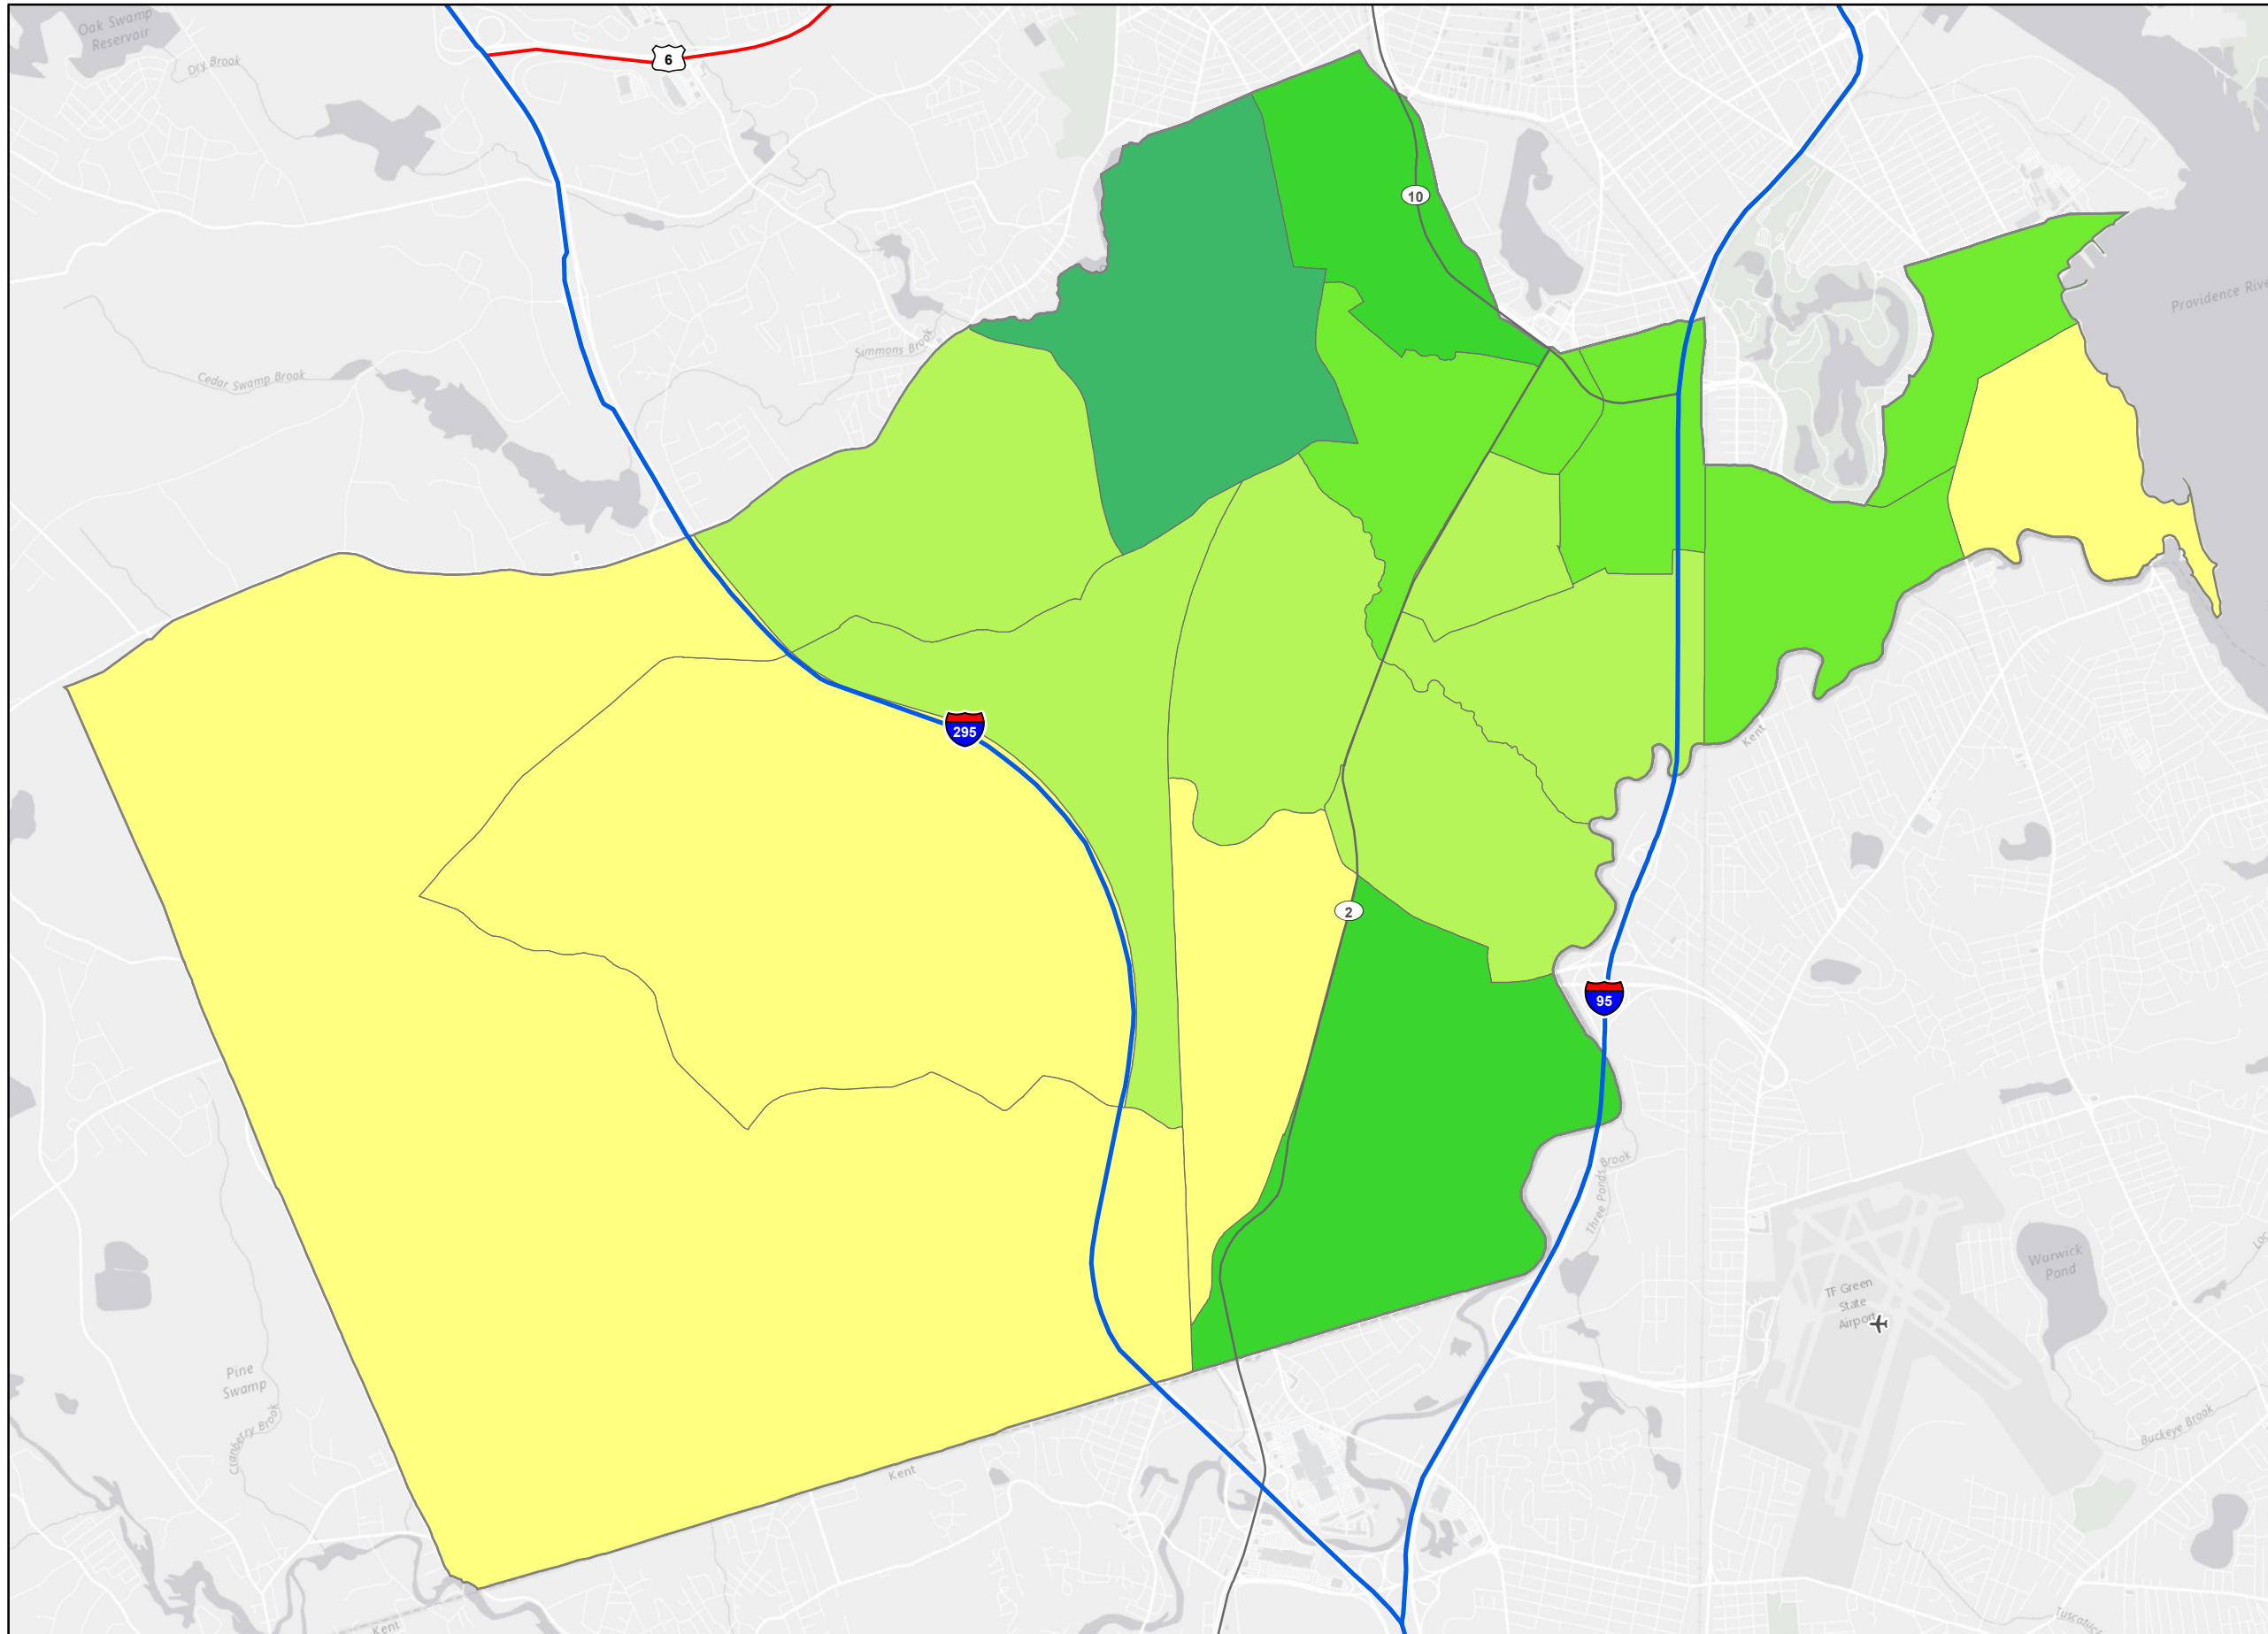 Oak Swamp
Reservoir
Dry Brook
6
10
Providence Rive
Simmons Brook
Cedar Swamp Brook
295
Kent
2
95
Brook
Three Ponds
Warwick
Pond
TF Green
State
Airport
Pine
Swamp
Cranberry Brook
Buckeye Brook
Kent
Kent